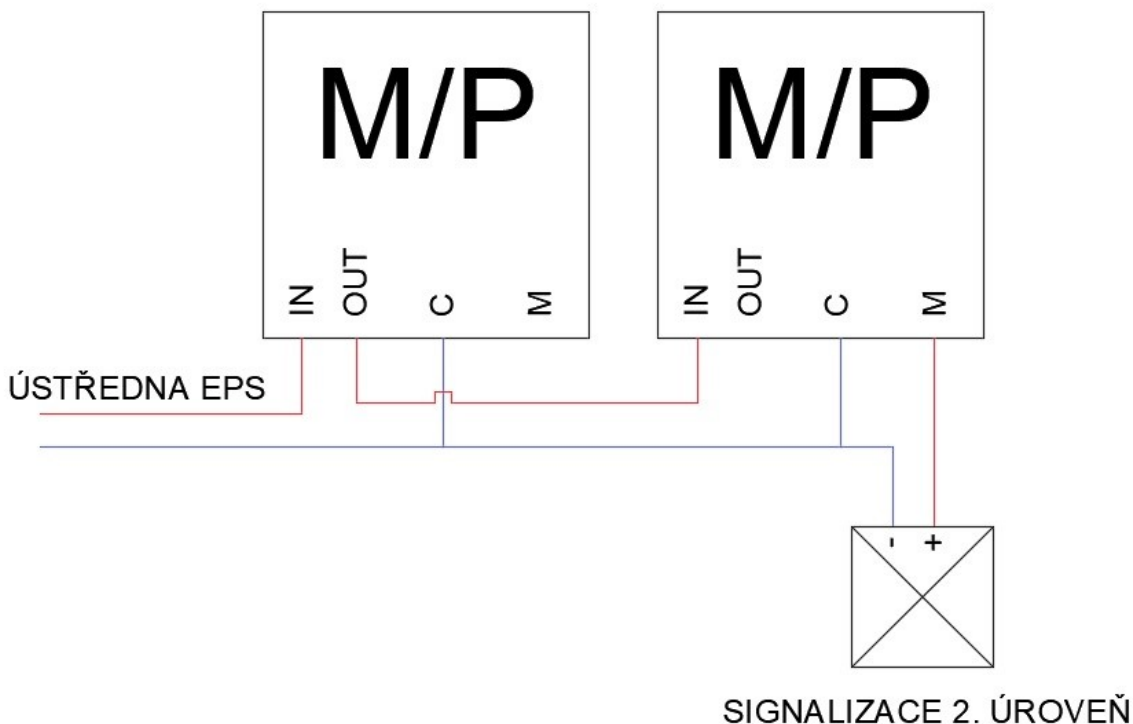 M/P
M/P
IN
OUT
C
M
IN
OUT
C
M
ÚSTŘEDNA EPS
- +
SIGNALIZACE 2. ÚROVEŇ